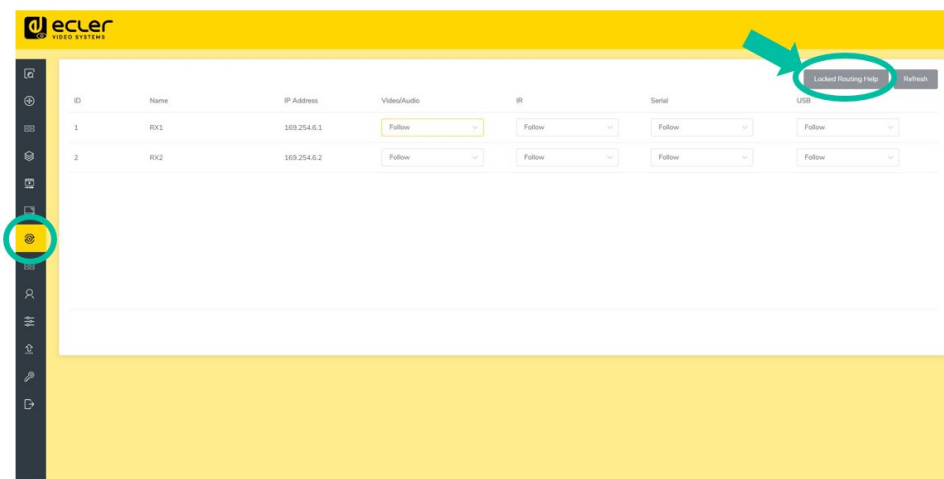 ecler
VIDEO SYSTEMS
Locked Routing Help Refresh
ID Name IP Address Video/Audio IR Serial USB
1 RX1 169.254.6.1 Follow Follow Follow Follow
2 RX2 169.254.6.2 Follow Follow Follow Follow